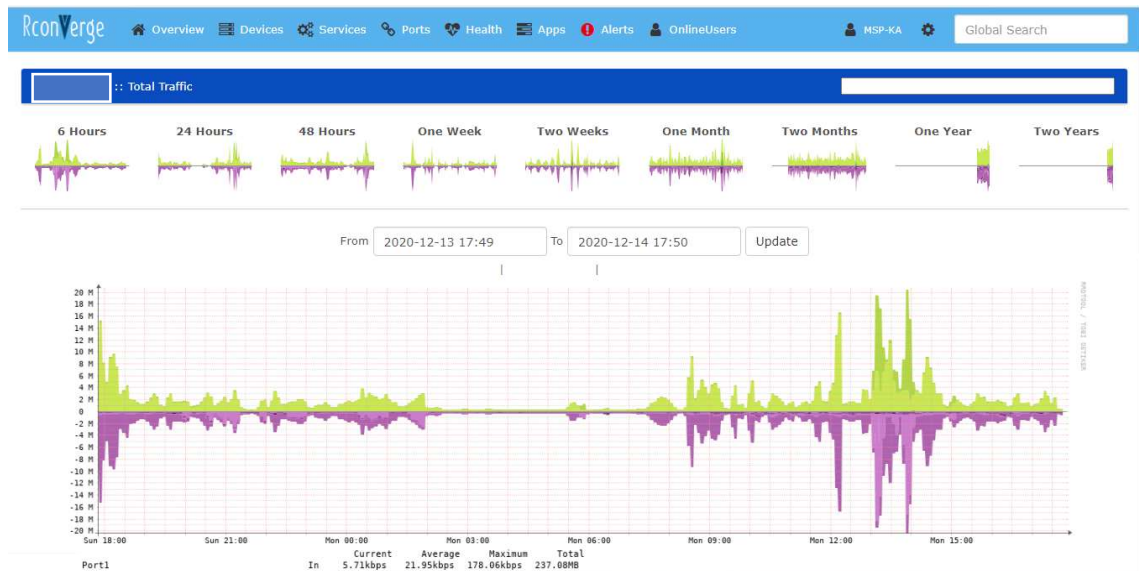 RconVerge Overview Devices Services Ports Health Apps Alerts OnlineUsers MSP-KA Global Search
:: Total Traffic
6 Hours 24 Hours 48 Hours One Week Two Weeks One Month Two Months One Year Two Years
From 2020-12-13 17:49 To 2020-12-14 17:50 Update
20 M
18 M
16 M
14 M
12 M
10 M
8 M
6 M
4 M
2 M
0
-2 M
-4 M
-6 M
-8 M
-10 M
-12 M
-14 M
-16 M
-18 M
-20 M
Sun 18:00 Sun 21:00 Mon 00:00 Mon 03:00 Mon 06:00 Mon 09:00 Mon 12:00 Mon 15:00
RRDTOOL / TOBI OETIKER
Current Average Maximum Total
Port1 In 5.71kbps 21.95kbps 178.06kbps 237.08MB